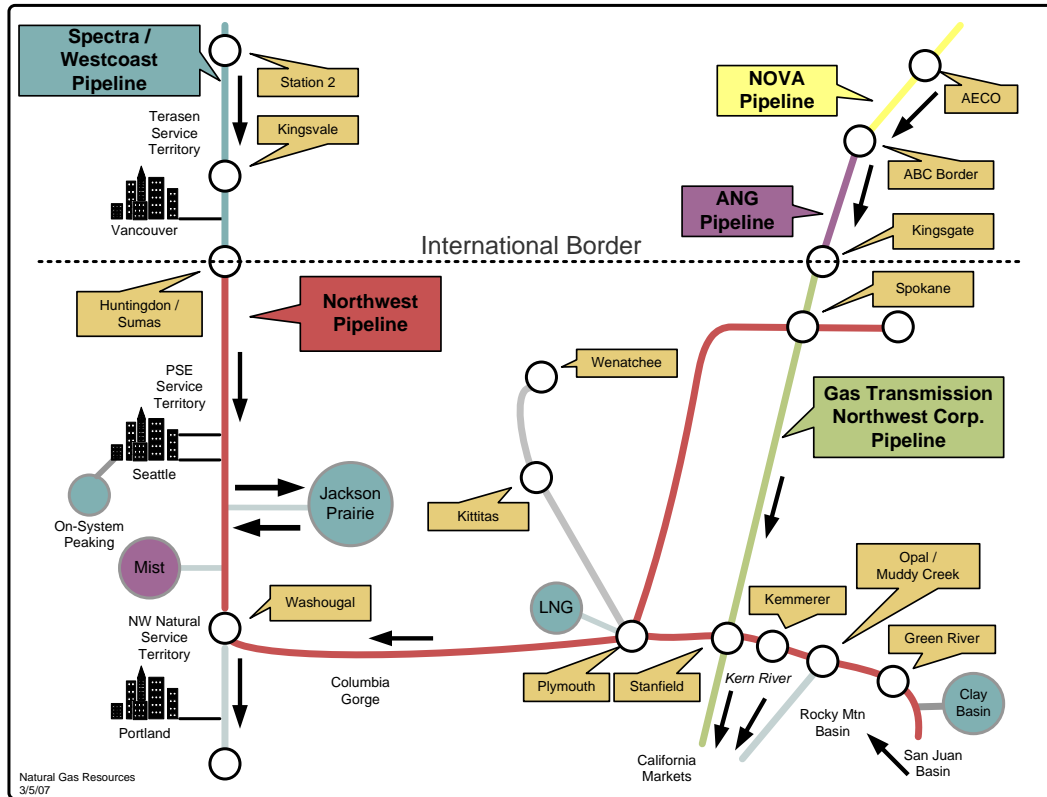 Spectra /
Westcoast
Pipeline
Station 2
Terasen
Service
Territory
Kingsvale
Vancouver
NOVA
Pipeline
AECO
ABC Border
ANG
Pipeline
Kingsgate
International Border
Huntingdon /
Sumas
Northwest
Pipeline
Spokane
PSE
Service
Territory
Wenatchee
Gas Transmission
Northwest Corp.
Pipeline
Seattle
Jackson
Prairie
Kittitas
On-System
Peaking
Mist
Opal /
Muddy Creek
Washougal
LNG
Kemmerer
NW Natural
Service
Territory
Green River
Plymouth
Stanfield
Kern River
Columbia
Gorge
Clay
Basin
Rocky Mtn
Basin
Portland
California
Markets
San Juan
Basin
Natural Gas Resources
3/5/07